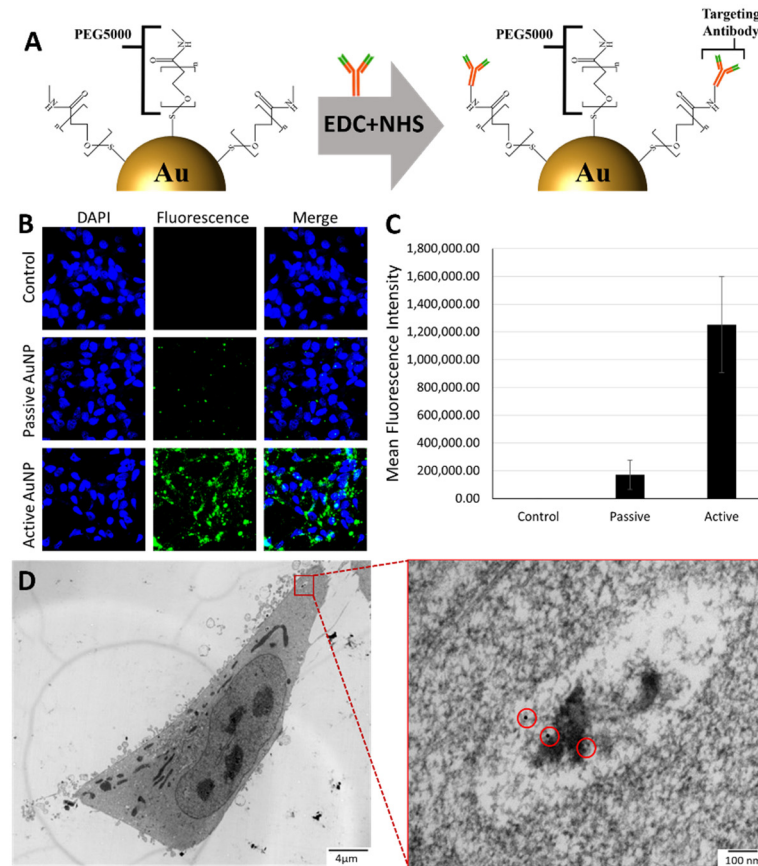 A
PEG5000
N
H
O
O
N
H
O
n
O
S
S
S
Au
EDC+NHS
PEG5000
Targeting
Antibody
N
H
O
O
n
O
S
S
S
Au
B
DAPI Fluorescence Merge
Control
Passive AuNP
Active AuNP
C
Mean Fluorescence Intensity
1,800,000.00
1,600,000.00
1,400,000.00
1,200,000.00
1,000,000.00
800,000.00
600,000.00
400,000.00
200,000.00
0.00
Control Passive Active
D
4μm
100 nm